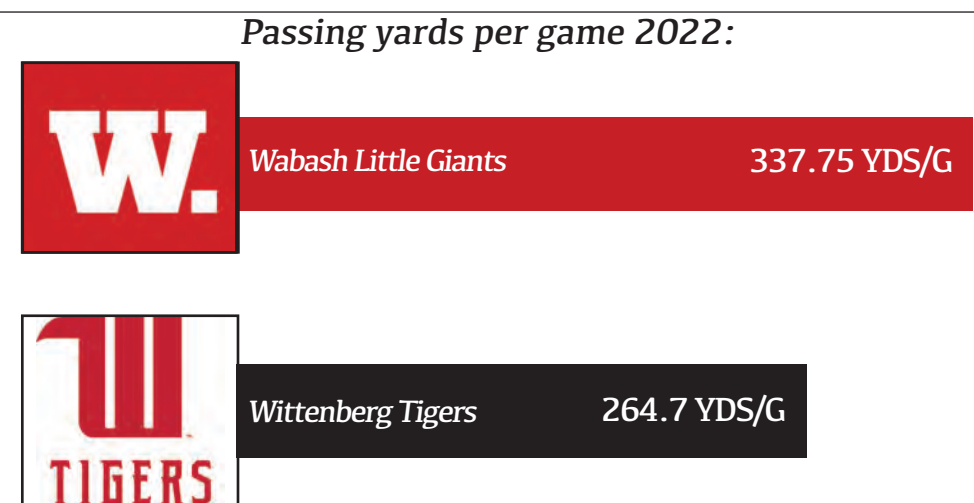 Passing yards per game 2022:
W.
Wabash Little Giants 337.75 YDS/G
W
TIGERS
Wittenberg Tigers 264.7 YDS/G